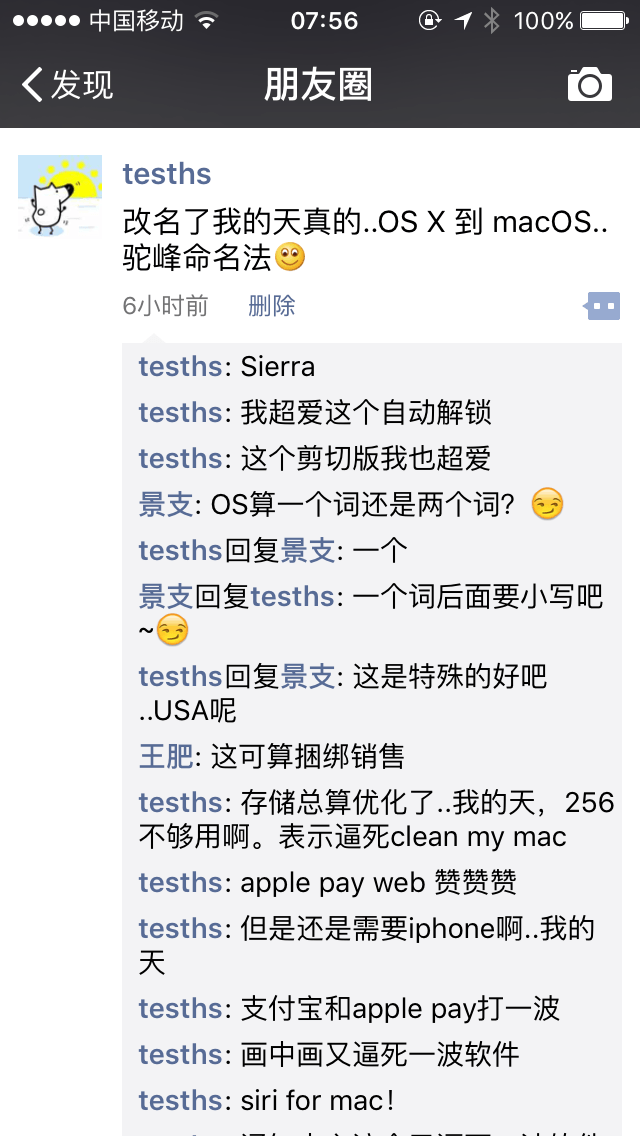 中国移动 07:56 100%
发现 朋友圈
tesths
改名了我的天真的..OS X 到 macOS..
驼峰命名法
6小时前 删除
tesths: Sierra
tesths: 我超爱这个自动解锁
tesths: 这个剪切版我也超爱
景支: OS算一个词还是两个词？
tesths回复景支: 一个
景支回复tesths: 一个词后面要小写吧
~
tesths回复景支: 这是特殊的好吧
..USA呢
王肥: 这可算捆绑销售
tesths: 存储总算优化了..我的天，256
不够用啊。表示逼死clean my mac
tesths: apple pay web 赞赞赞
tesths: 但是还是需要iphone啊..我的
天
tesths: 支付宝和apple pay打一波
tesths: 画中画又逼死一波软件
tesths: siri for mac！